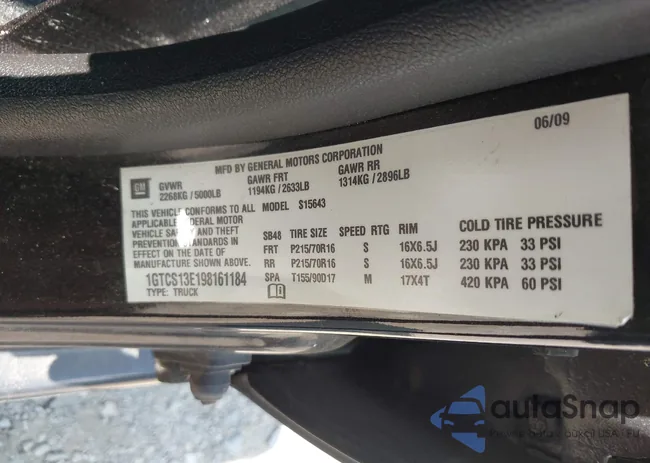 06/09
MFD BY GENERAL MOTORS CORPORATION
GM
GVWR GAWR FRT GAWR RR
2268KG / 5000LB 1194KG / 2633LB 1314KG / 2896LB
THIS VEHICLE CONFORMS TO ALL MODEL S15643
APPLICABLE FEDERAL MOTOR
VEHICLE SAFETY AND THEFT
PREVENTION STANDARDS IN
EFFECT ON THE DATE OF
MANUFACTURE SHOWN ABOVE.
1GTCS13E198161184
TYPE: TRUCK
SB48 TIRE SIZE SPEED RTG RIM COLD TIRE PRESSURE
FRT P215/70R16 S 16X6.5J 230 KPA 33 PSI
RR P215/70R16 S 16X6.5J 230 KPA 33 PSI
SPA T155/90D17 M 17X4T 420 KPA 60 PSI
autoSnap